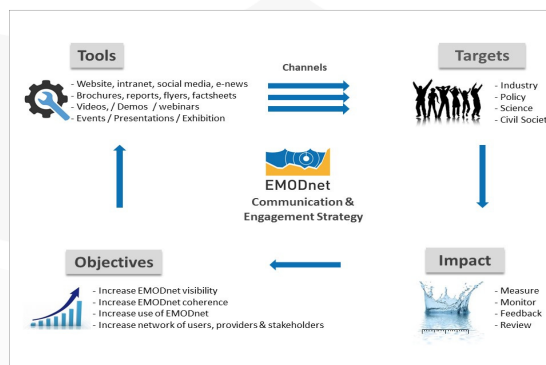 Tools
- Website, intranet, social media, e-news
- Brochures, reports, flyers, factsheets
- Videos, / Demos / webinars
- Events / Presentations / Exhibition
Channels
Targets
- Industry
- Policy
- Science
- Civil Societ
EMODnet
Communication &
Engagement Strategy
Objectives
- Increase EMODnet visibility
- Increase EMODnet coherence
- Increase use of EMODnet
- Increase network of users, providers & stakeholders
Impact
- Measure
- Monitor
- Feedback
- Review